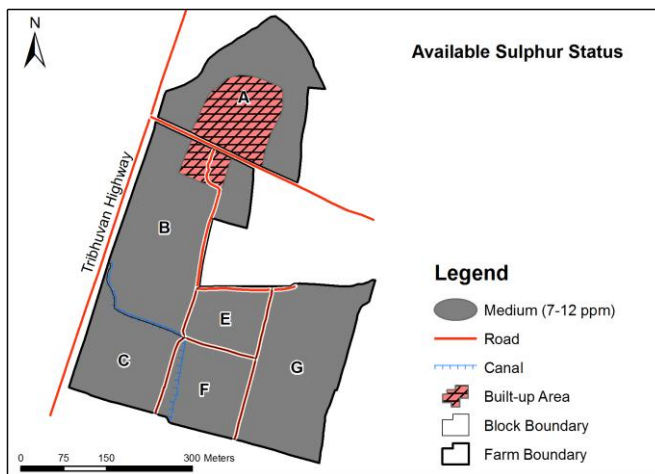 N
Available Sulphur Status
A
Tribhuvan Highway
B
Legend
Medium (7-12 ppm)
E
Road
C
F
G
Canal
Built-up Area
Block Boundary
Farm Boundary
0 75 150 300 Meters